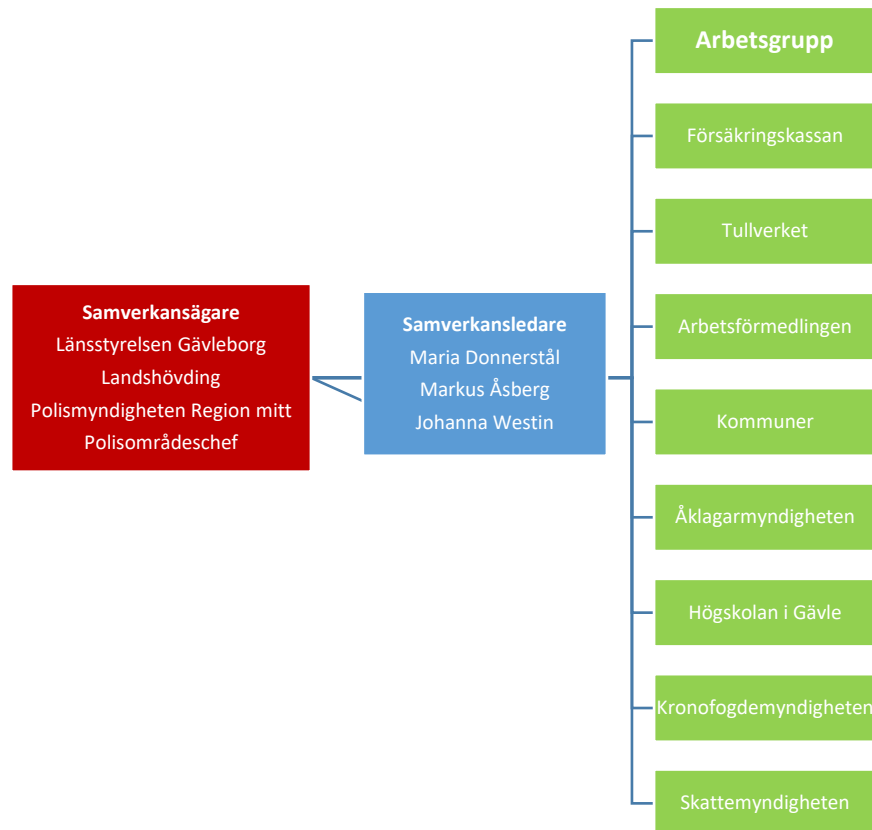 Samverkansägare
Länsstyrelsen Gävleborg
Landshövding
Polismyndigheten Region mitt
Polisområdeschef
Samverkansledare
Maria Donnerstål
Markus Åsberg
Johanna Westin
Arbetsgrupp
Försäkringskassan
Tullverket
Arbetsförmedlingen
Kommuner
Åklagarmyndigheten
Högskolan i Gävle
Kronofogdemyndigheten
Skattemyndigheten